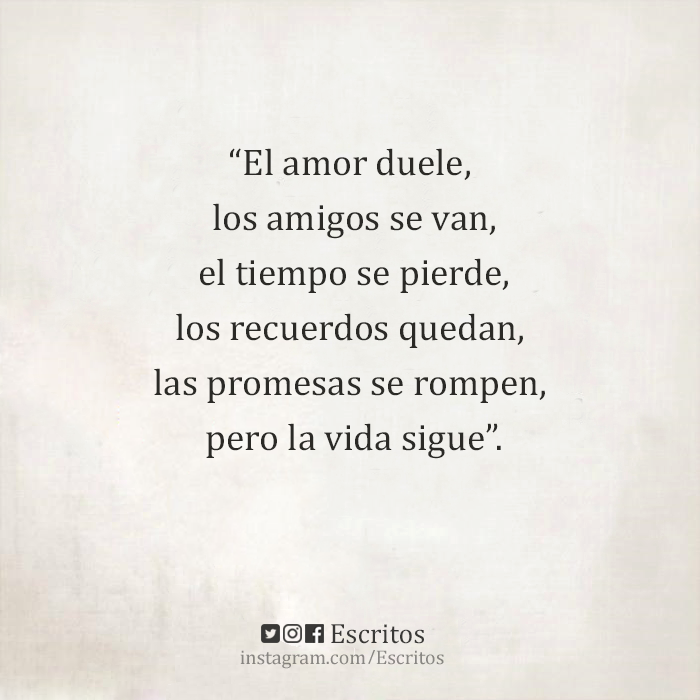 “El amor duele,
los amigos se van,
el tiempo se pierde,
los recuerdos quedan,
las promesas se rompen,
pero la vida sigue”.
Escritos
instagram.com/Escritos